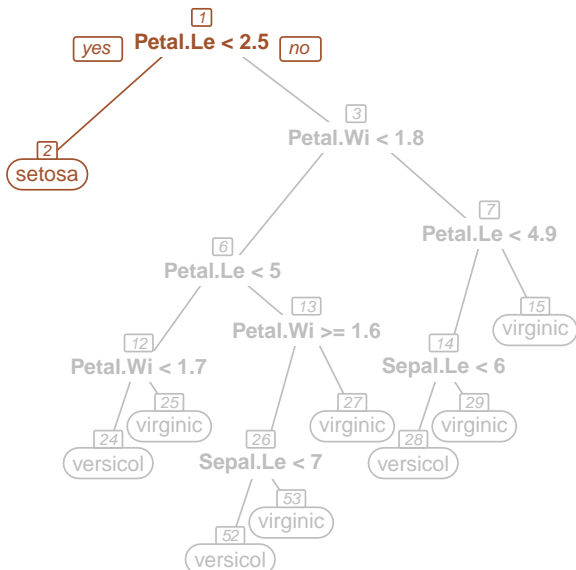 1
yes Petal.Le < 2.5 no
2
setosa
3
Petal.Wi < 1.8
6
Petal.Le < 5
7
Petal.Le < 4.9
12
Petal.Wi < 1.7
13
Petal.Wi >= 1.6
14
Sepal.Le < 6
15
virginic
24
versicol
25
virginic
26
Sepal.Le < 7
27
virginic
28
versicol
29
virginic
52
versicol
53
virginic